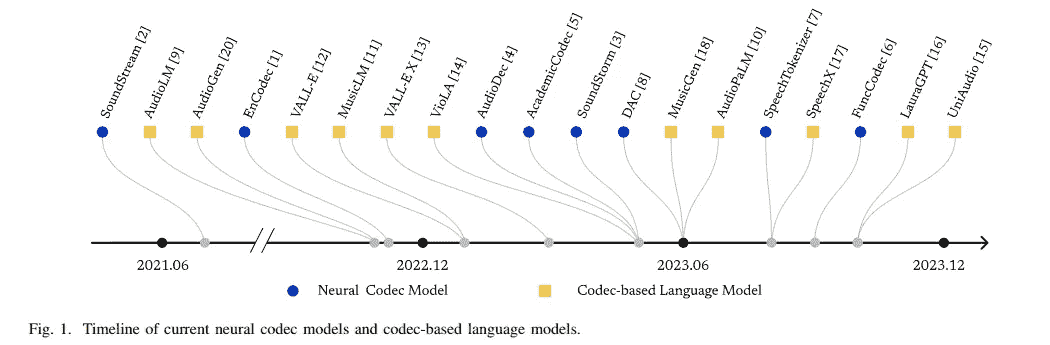 SoundStream [2]
AudioLM [9]
AudioGen [20]
EnCodec [1]
VALL-E [12]
MusicLM [11]
VALL-E X [13]
VioLA [14]
AudioDec [4]
AcademicCodec [5]
SoundStorm [3]
DAC [8]
MusicGen [18]
AudioPaLM [10]
SpeechTokenizer [7]
SpeechX [17]
FuncCodec [6]
LauraGPT [16]
UniAudio [15]
2021.06
2022.12
2023.06
2023.12
Neural Codec Model
Codec-based Language Model
Fig. 1. Timeline of current neural codec models and codec-based language models.